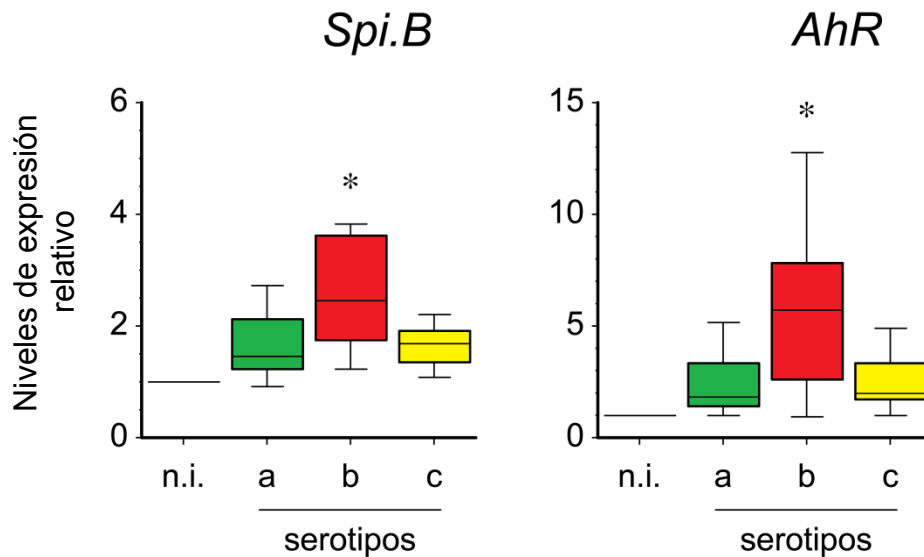 Spi.B
AhR
Niveles de expresión
relativo
6
4
2
0
*
n.i. a b c
serotipos
15
10
5
0
*
n.i. a b c
serotipos